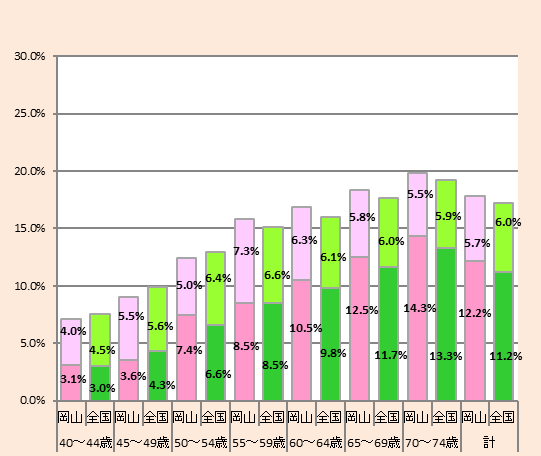 30.0%
25.0%
20.0%
15.0%
10.0%
5.0%
0.0%
4.0% 4.5% 5.5% 5.6% 5.0% 6.4% 7.3% 6.6% 6.3% 6.1% 5.8% 6.0% 5.5% 5.9% 5.7% 6.0%
3.1% 3.0% 3.6% 4.3% 7.4% 6.6% 8.5% 8.5% 10.5% 9.8% 12.5% 11.7% 14.3% 13.3% 12.2% 11.2%
岡山 全国 岡山 全国 岡山 全国 岡山 全国 岡山 全国 岡山 全国 岡山 全国 岡山 全国
40～44歳 45～49歳 50～54歳 55～59歳 60～64歳 65～69歳 70～74歳 計